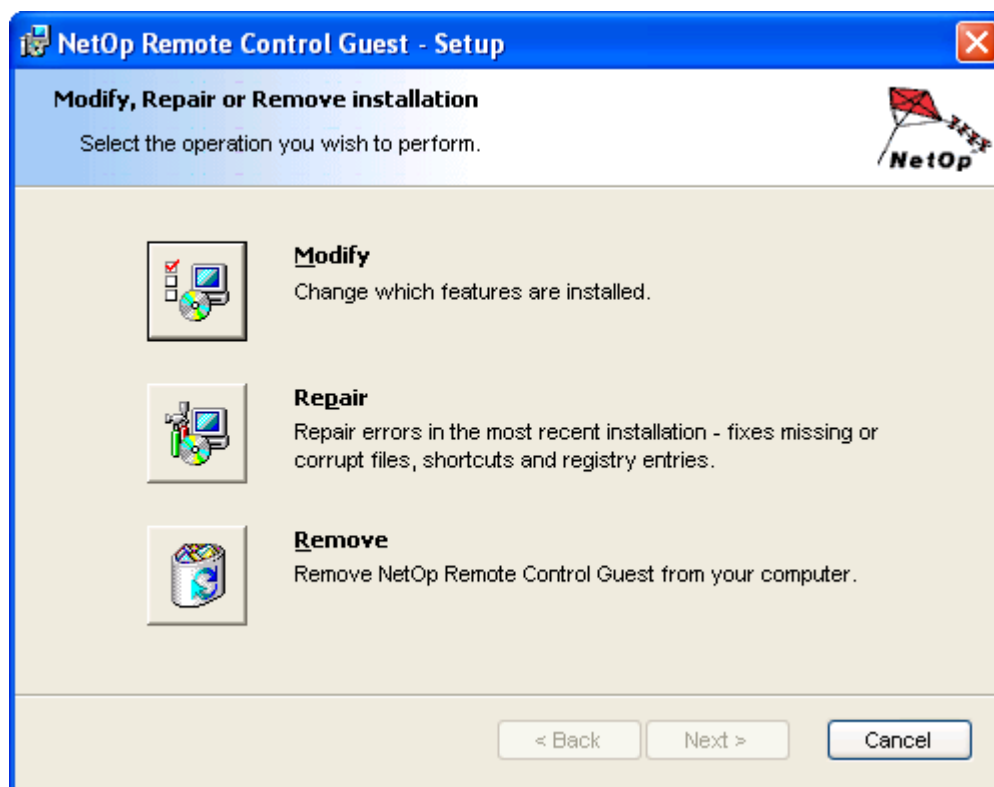 NetOp Remote Control Guest - Setup
Modify, Repair or Remove installation
Select the operation you wish to perform.
NetOp
Modify
Change which features are installed.
Repair
Repair errors in the most recent installation - fixes missing or
corrupt files, shortcuts and registry entries.
Remove
Remove NetOp Remote Control Guest from your computer.
< Back
Next >
Cancel